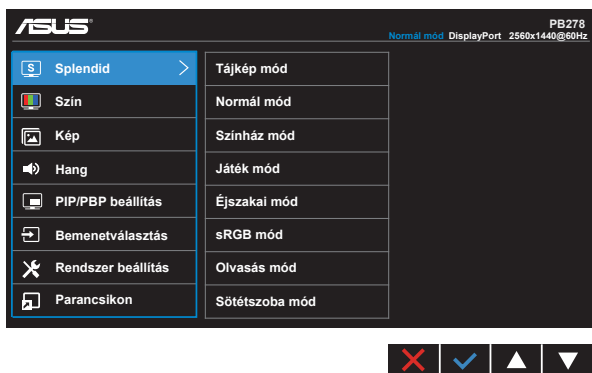 ASUS
PB278
Normál mód DisplayPort 2560x1440@60Hz
S Splendid
Szín
Kép
Hang
PIP/PBP beállítás
Bemenetválasztás
Rendszer beállítás
Parancsikon
Tájkép mód
Normál mód
Színház mód
Játék mód
Éjszakai mód
sRGB mód
Olvasás mód
Sötétszoba mód